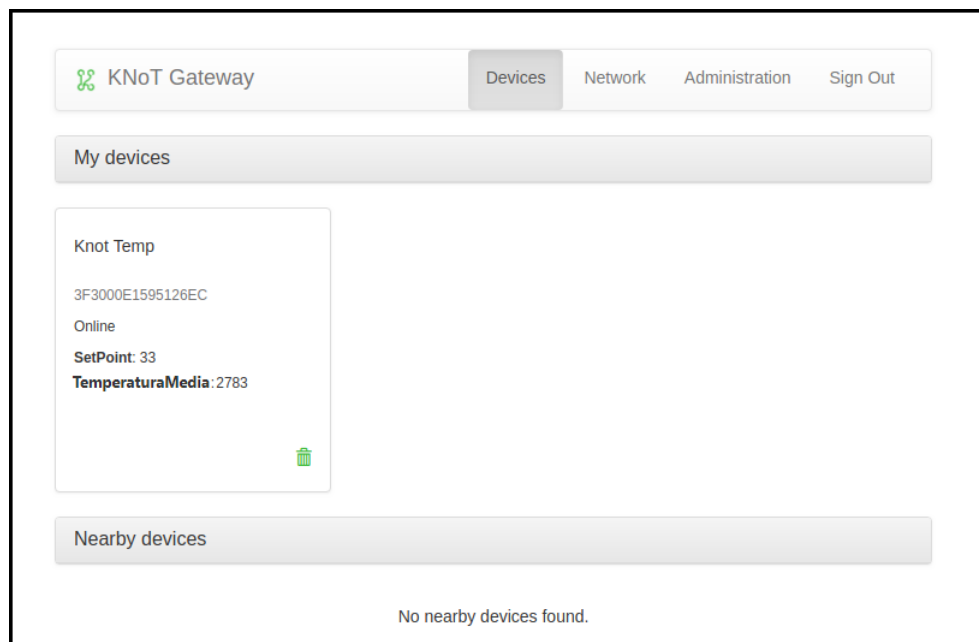 KNoT Gateway Devices Network Administration Sign Out
My devices
Knot Temp
3F3000E1595126EC
Online
SetPoint: 33
TemperaturaMedia:2783
Nearby devices
No nearby devices found.